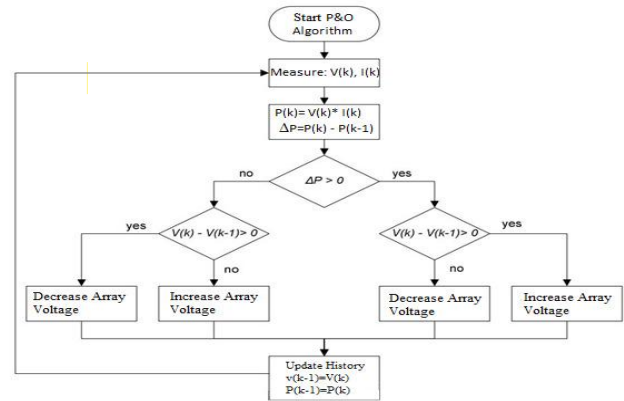 Start P&O
Algorithm
Measure: V(k), I(k)
P(k)= V(k)* I(k)
ΔP=P(k) - P(k-1)
no
ΔP > 0
yes
yes
V(k) - V(k-1)> 0
no
V(k) - V(k-1)> 0
yes
no
Decrease Array
Voltage
Increase Array
Voltage
Decrease Array
Voltage
Increase Array
Voltage
Update History
v(k-1)=V(k)
P(k-1)=P(k)